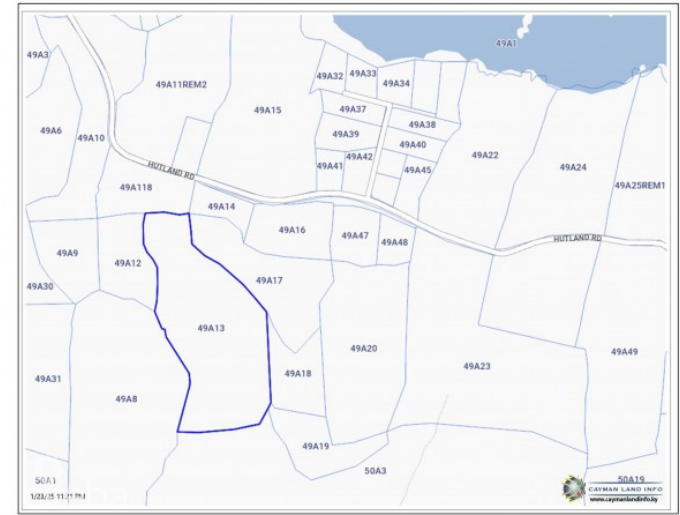 49A1
49A3
49A32
49A33
49A34
49A11REM2
49A15
49A37
49A38
49A6
49A10
49A39
49A40
49A42
49A22
49A41
49A45
49A24
HUTLAND RD
49A25REM1
49A118
49A14
49A16
49A47
49A48
HUTLAND RD
49A9
49A12
49A17
49A30
49A13
49A20
49A49
49A23
49A31
49A18
49A8
49A19
50A3
50A1
50A19
CAYMAN LAND INFO
www.caymanlandinfo.ky